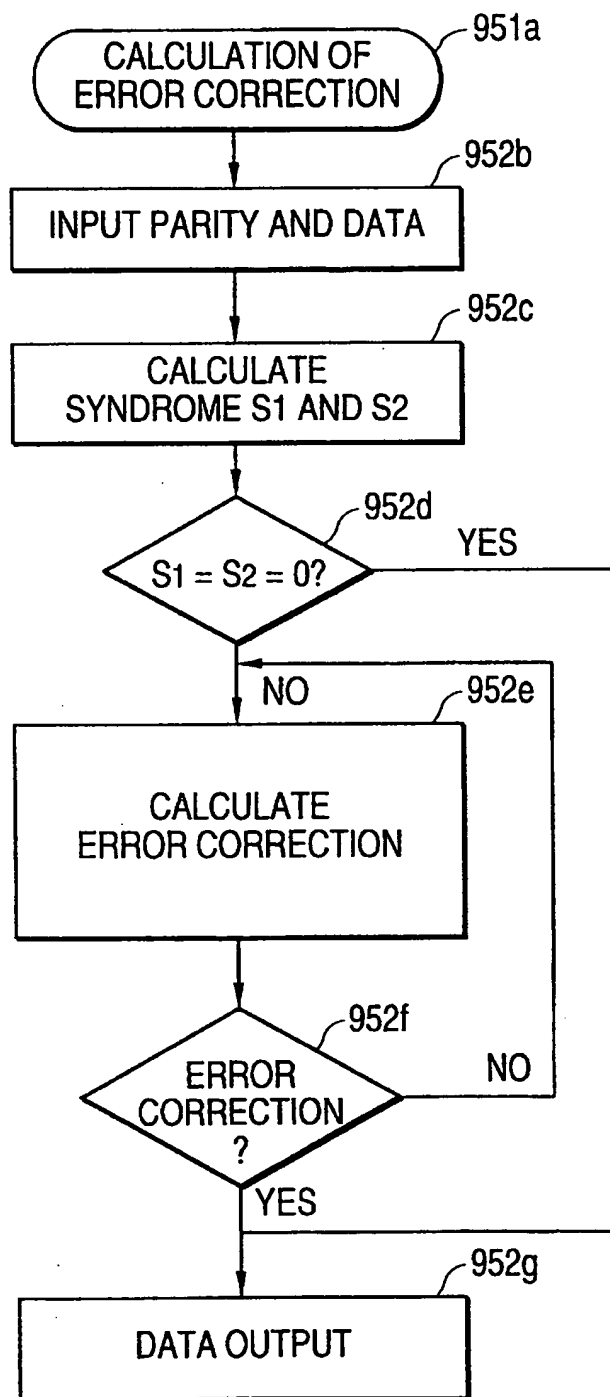 951a
CALCULATION OF
ERROR CORRECTION
952b
INPUT PARITY AND DATA
952c
CALCULATE
SYNDROME S1 AND S2
952d
S1 = S2 = 0?
YES
NO
952e
CALCULATE
ERROR CORRECTION
952f
ERROR
CORRECTION
?
NO
YES
952g
DATA OUTPUT